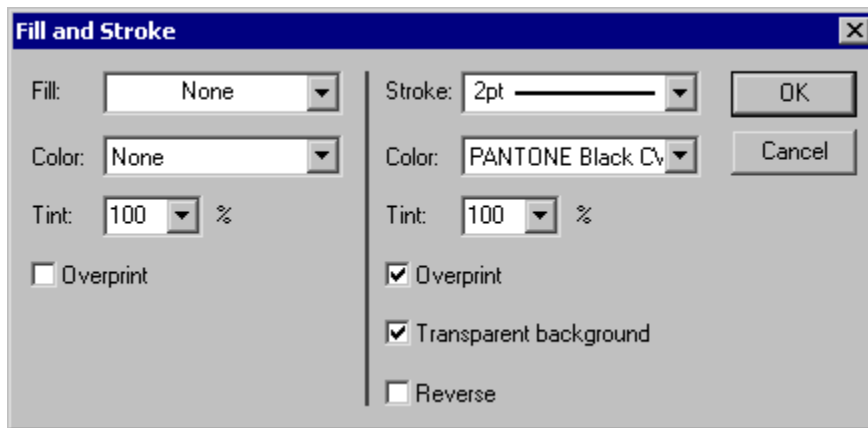 Fill and Stroke
Fill: None Stroke: 2pt OK
Color: None Color: PANTONE Black CV Cancel
Tint: 100 % Tint: 100 %
Overprint Overprint
Transparent background
Reverse